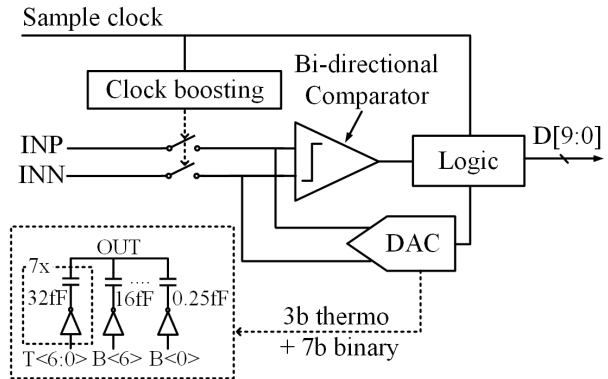 Sample clock
Bi-directional
Comparator
Clock boosting
INP
INN
Logic
D[9:0]
DAC
OUT
7x
32fF
16fF
....
0.25fF
T<6:0> B<6> B<0>
3b thermo
+ 7b binary